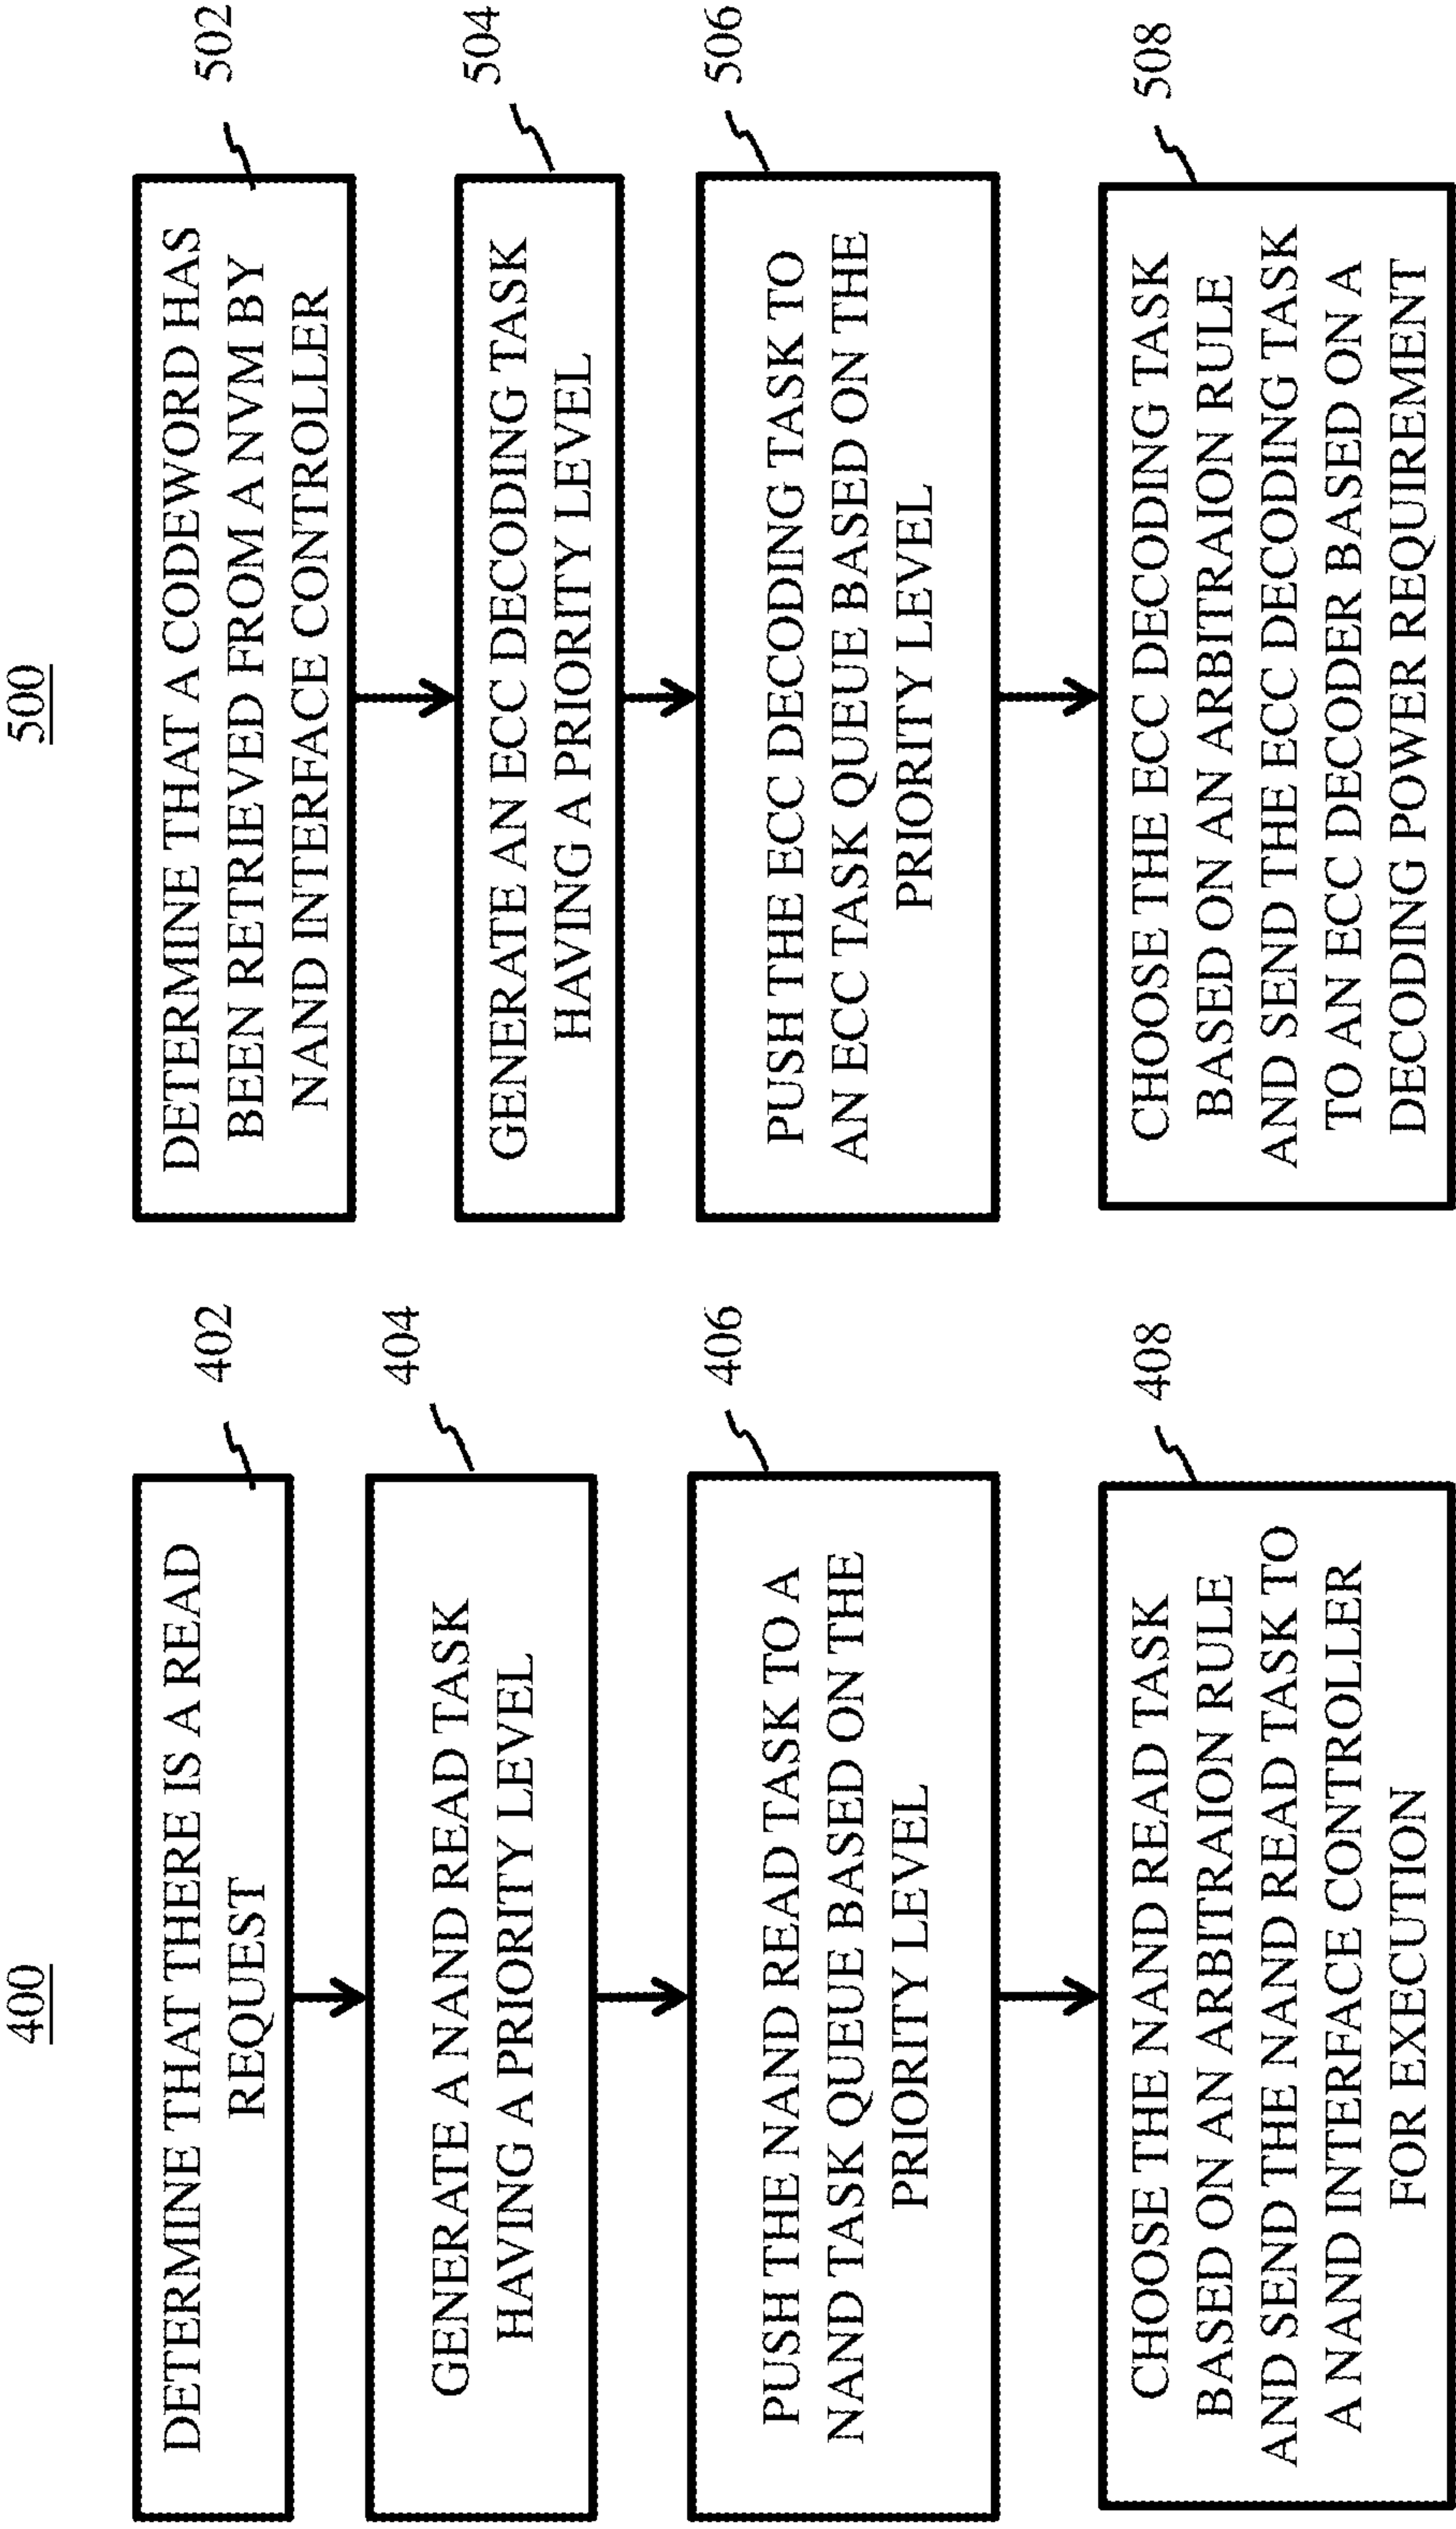 400
DETERMINE THAT THERE IS A READ
REQUEST
402
GENERATE A NAND READ TASK
HAVING A PRIORITY LEVEL
404
PUSH THE NAND READ TASK TO A
NAND TASK QUEUE BASED ON THE
PRIORITY LEVEL
406
CHOOSE THE NAND READ TASK
BASED ON AN ARBITRAION RULE
AND SEND THE NAND READ TASK TO
A NAND INTERFACE CONTROLLER
FOR EXECUTION
408
500
DETERMINE THAT A CODEWORD HAS
BEEN RETRIEVED FROM A NVM BY
NAND INTERFACE CONTROLLER
502
GENERATE AN ECC DECODING TASK
HAVING A PRIORITY LEVEL
504
PUSH THE ECC DECODING TASK TO
AN ECC TASK QUEUE BASED ON THE
PRIORITY LEVEL
506
CHOOSE THE ECC DECODING TASK
BASED ON AN ARBITRAION RULE
AND SEND THE ECC DECODING TASK
TO AN ECC DECODER BASED ON A
DECODING POWER REQUIREMENT
508